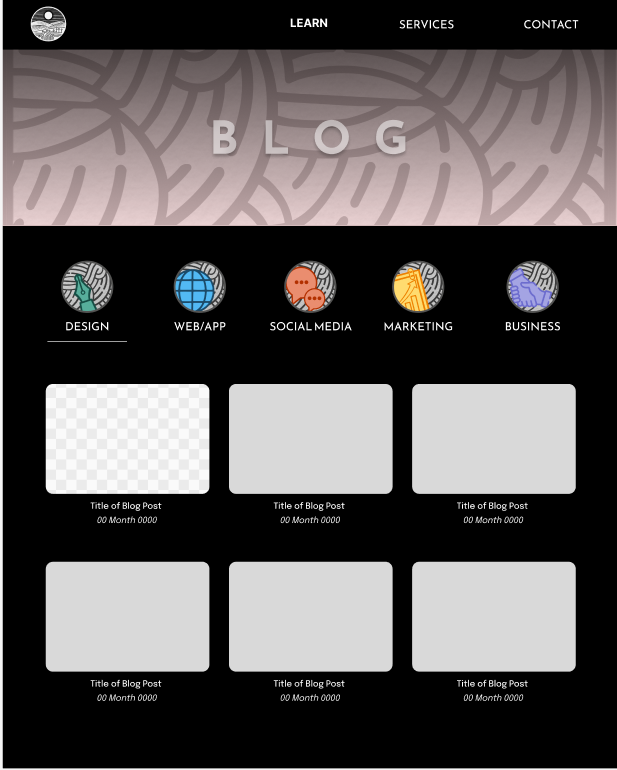 LEARN SERVICES CONTACT
BLOG
DESIGN WEB/APP SOCIAL MEDIA MARKETING BUSINESS
Title of Blog Post Title of Blog Post Title of Blog Post
00 Month 0000 00 Month 0000 00 Month 0000
Title of Blog Post Title of Blog Post Title of Blog Post
00 Month 0000 00 Month 0000 00 Month 0000